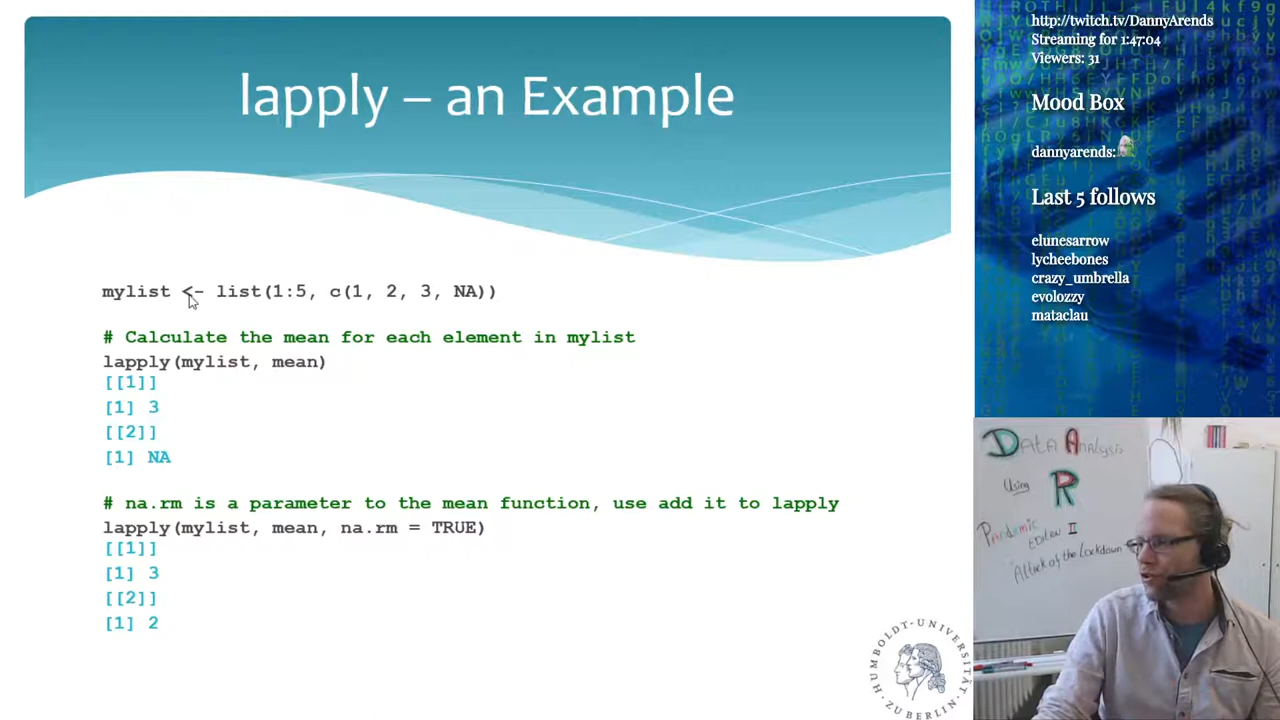 lapply – an Example
mylist <- list(1:5, c(1, 2, 3, NA))
# Calculate the mean for each element in mylist
lapply(mylist, mean)
[[1]]
[1] 3
[[2]]
[1] NA
# na.rm is a parameter to the mean function, use add it to lapply
lapply(mylist, mean, na.rm = TRUE)
[[1]]
[1] 3
[[2]]
[1] 2
HUMBOLDT-UNIVERSITÄT
·ZU BERLIN·
http://twitch.tv/DannyArends
Streaming for 1:47:04
Viewers: 31
Mood Box
dannyarends:
Last 5 follows
elunesarrow
lycheebones
crazy_umbrella
evolozzy
mataclau
Data Analysis
Using R
Pandemic
Edition II
Attack of the Lockdown